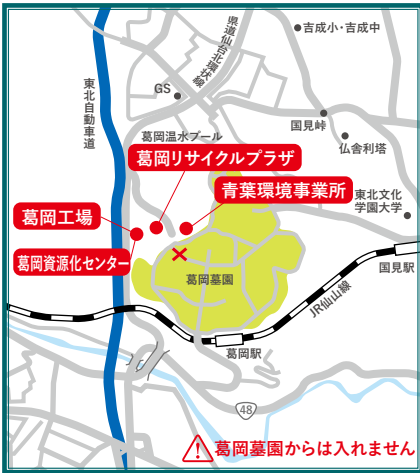 県道仙台北環状線
吉成小・吉成中
東北自動車道
GS
国見峠
葛岡温水プール
仏舎利塔
葛岡リサイクルプラザ
青葉環境事業所
東北文化
学園大学
葛岡工場
葛岡資源化センター
葛岡墓園
国見駅
JR仙山線
葛岡駅
48
葛岡墓園からは入れません